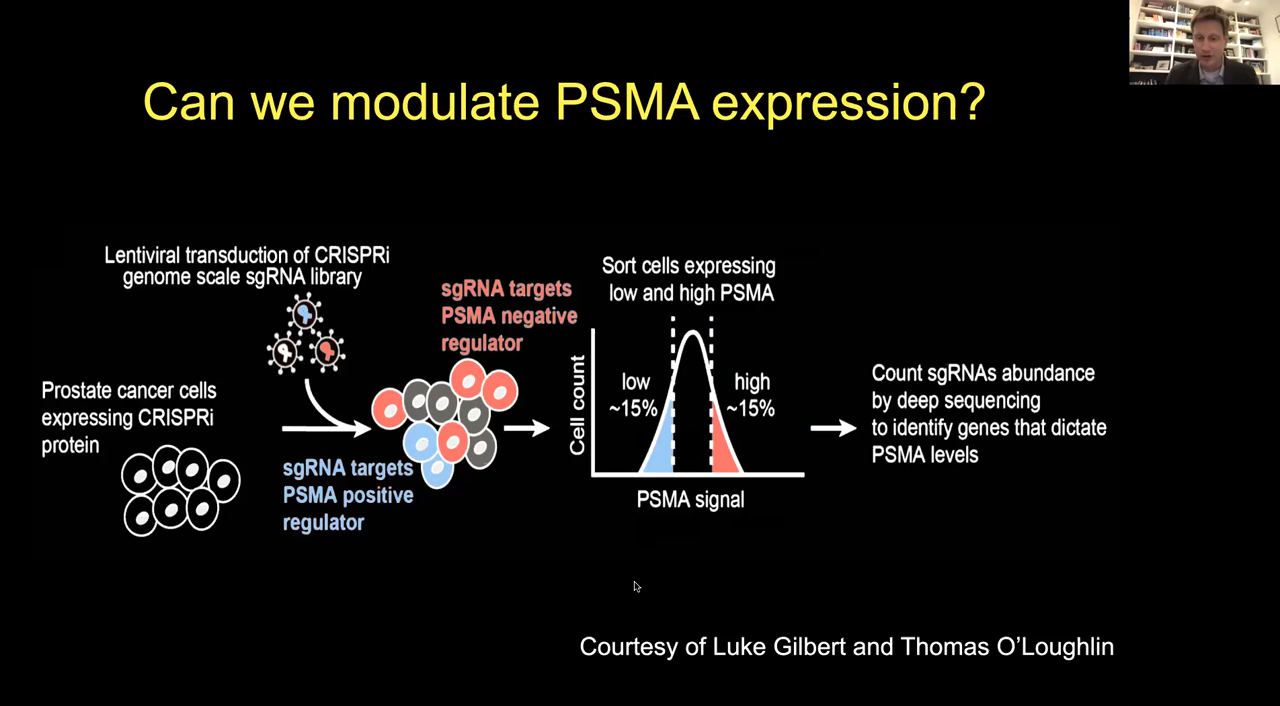 Can we modulate PSMA expression?
Lentiviral transduction of CRISPRi
genome scale sgRNA library
Prostate cancer cells
expressing CRISPRi
protein
sgRNA targets
PSMA negative
regulator
sgRNA targets
PSMA positive
regulator
Sort cells expressing
low and high PSMA
Cell count
low
~15%
high
~15%
PSMA signal
Count sgRNAs abundance
by deep sequencing
to identify genes that dictate
PSMA levels
Courtesy of Luke Gilbert and Thomas O’Loughlin